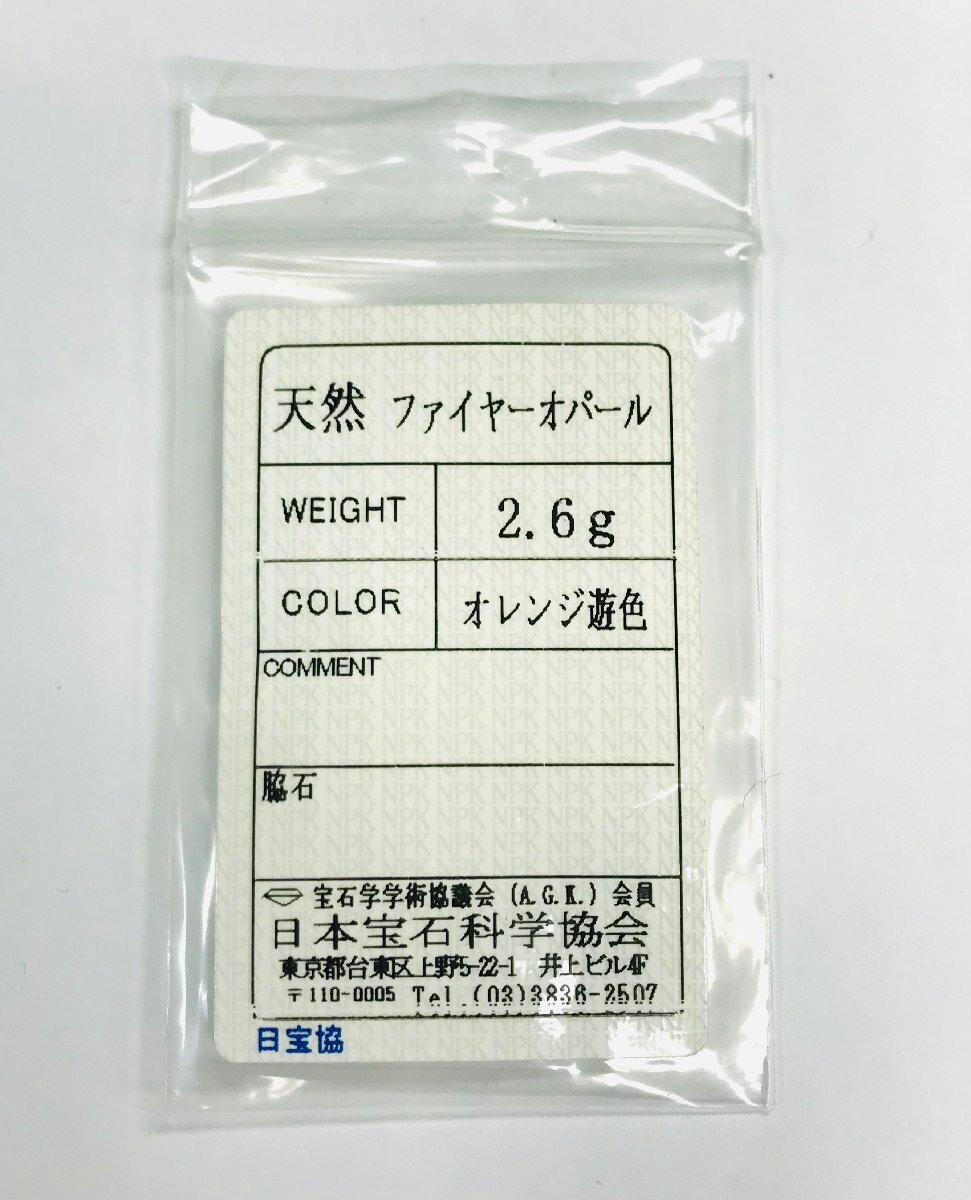 天然 ファイヤーオパール
WEIGHT 2.6g
COLOR オレンジ遊色
COMMENT
脇石
宝石学学術協議会 (A.G.K.) 会員
日本宝石科学協会
東京都台東区上野5-22-1 井上ビル4F
〒110-0005 Tel.(03)3836-2507
日宝協